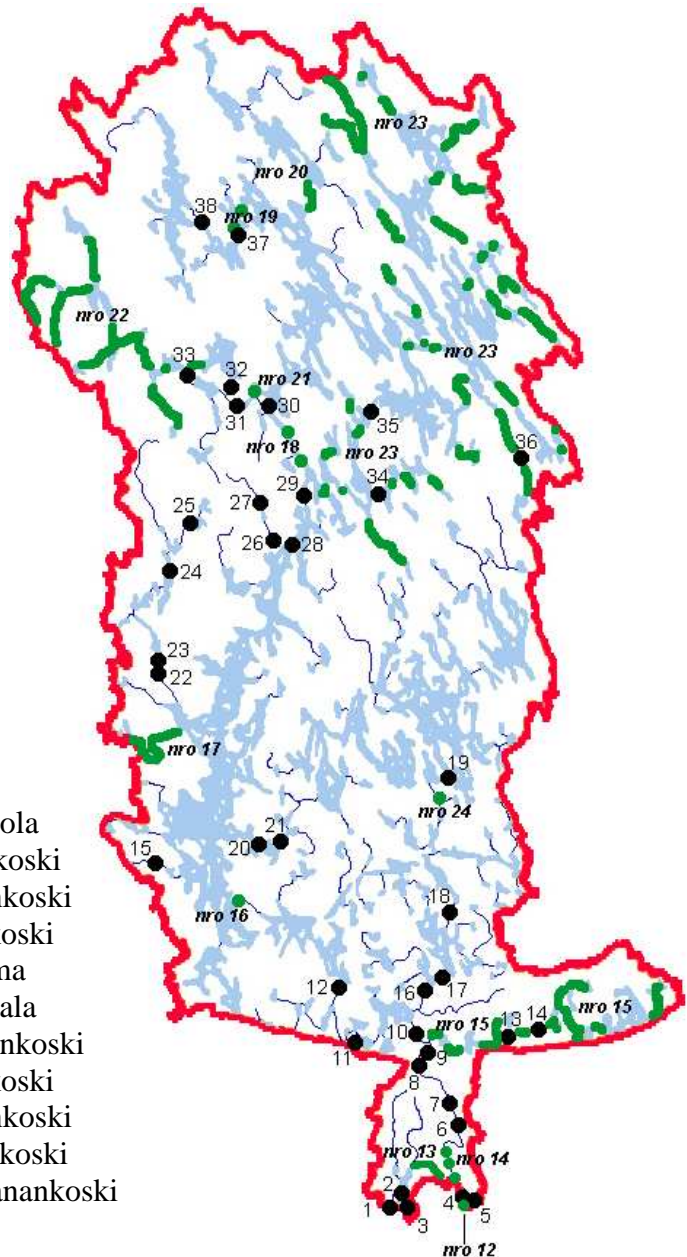 nro 23
nro 20
38
nro 19
37
nro 22
33
32
nro 21
nro 23
31
30
35
nro 18
nro 23
36
29
34
27
25
26
28
24
23
22
nro 17
19
nro 24
ola
15
20
21
koski
nkoski
nro 16
18
koski
na
12
16
17
ala
nro 15
nro 15
13
14
10
nkoski
11
9
8
koski
7
nkoski
6
koski
nro 13
nro 14
anankoski
2
4
5
1
3
nro 12